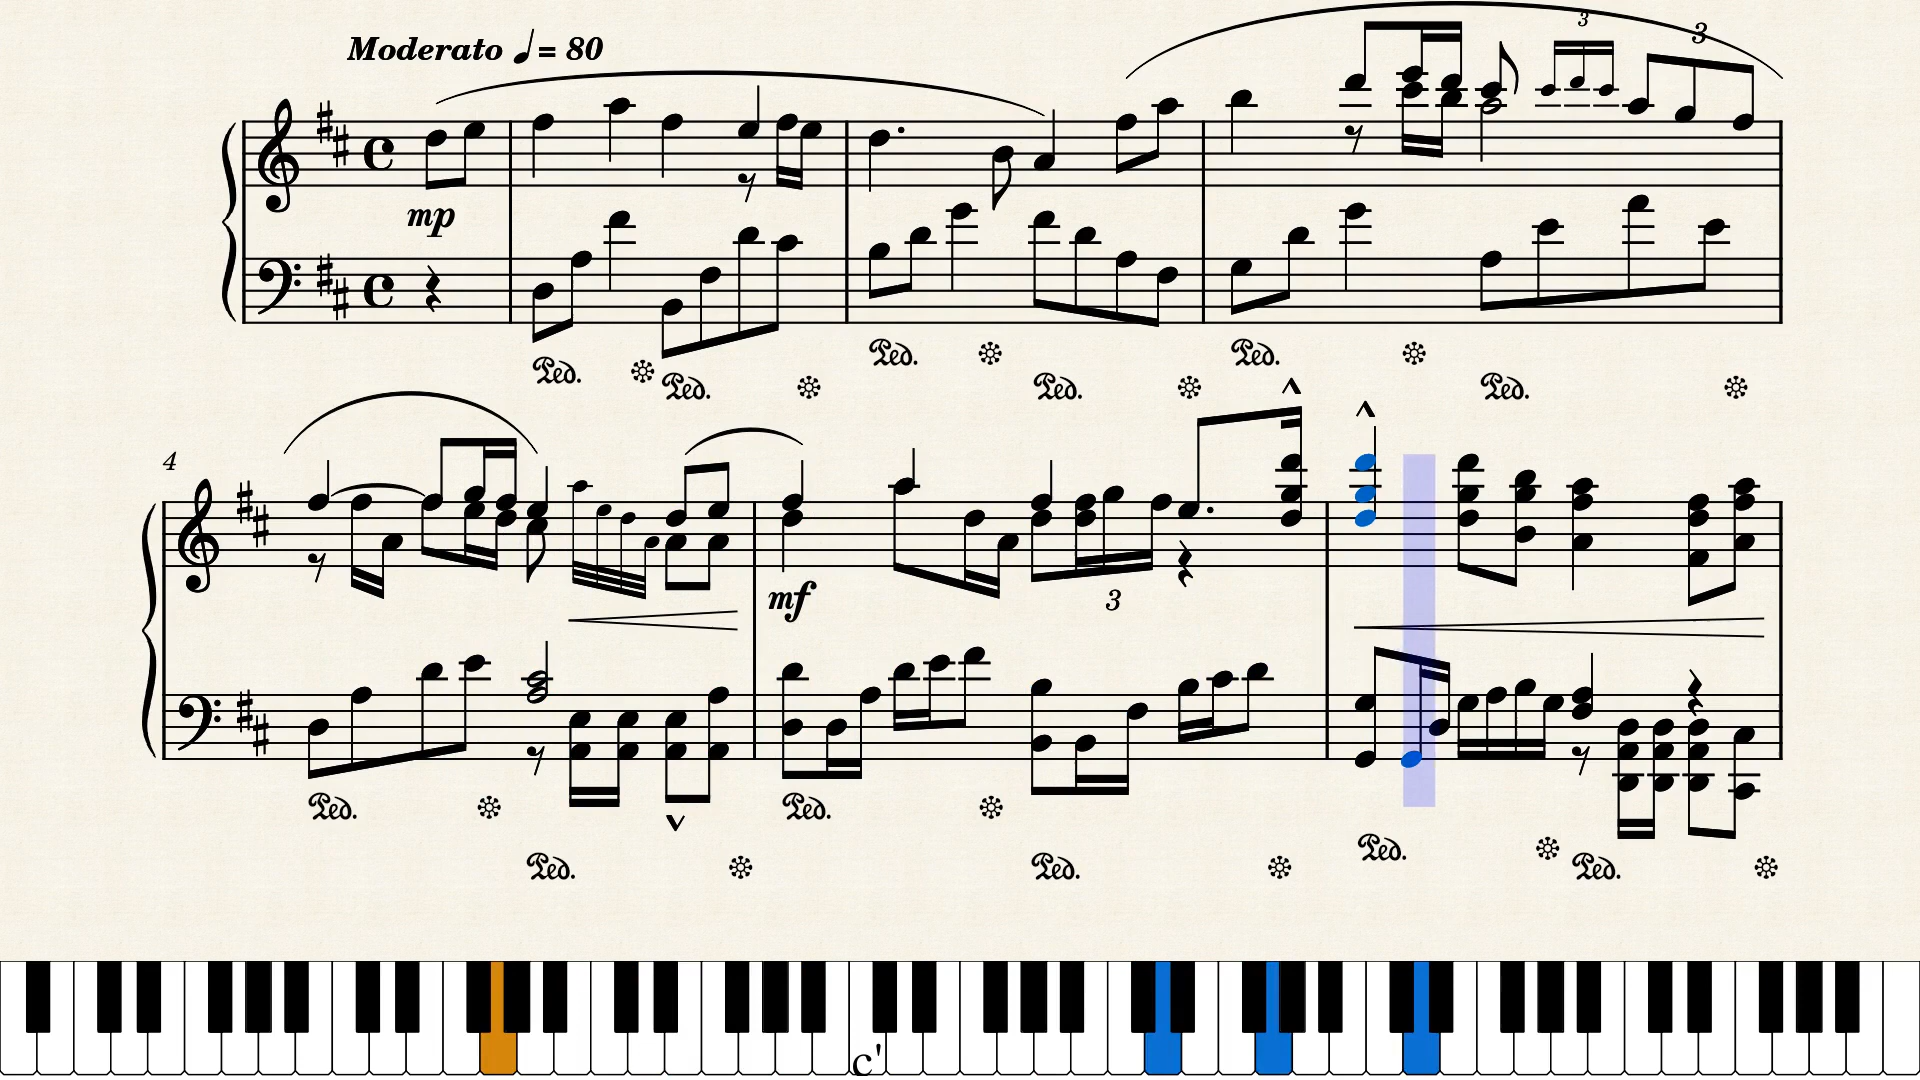 Moderato ♩= 80
3
3
mp
Ped. Ped. Ped. Ped. Ped. Ped.
4
mf
3
Ped. Ped. Ped. Ped. Ped. Ped.
c'